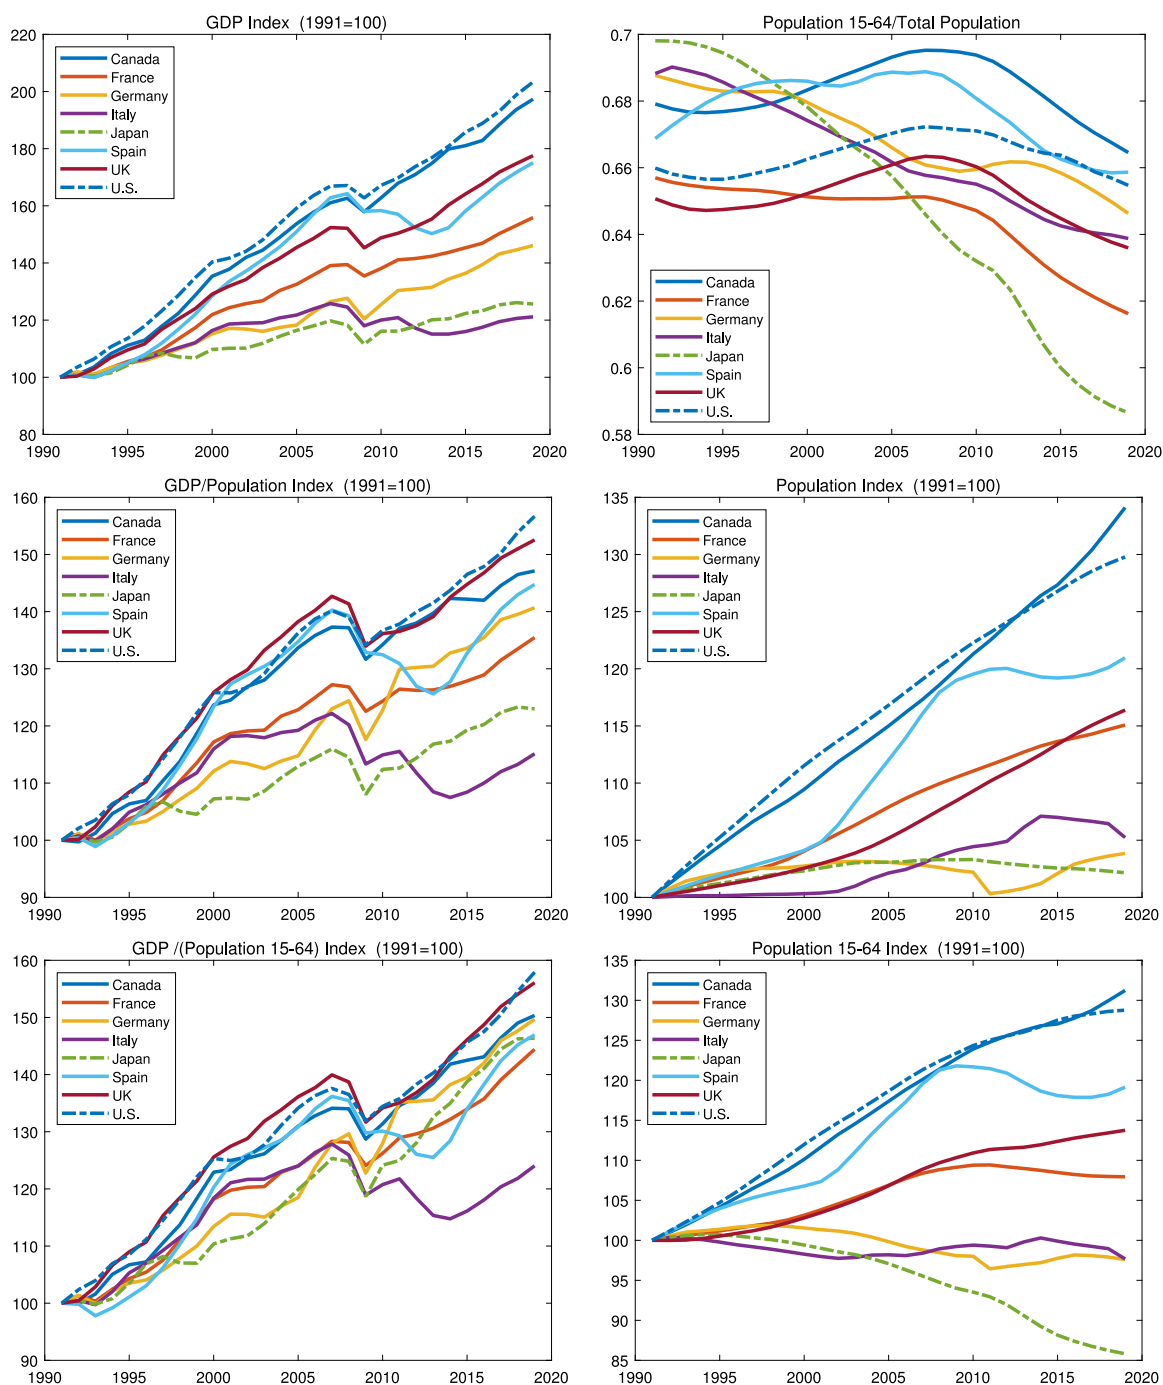 GDP Index (1991=100)
220
200
180
160
140
120
100
80
1990 1995 2000 2005 2010 2015 2020
Canada
France
Germany
Italy
Japan
Spain
UK
U.S.
Population 15-64/Total Population
0.7
0.68
0.66
0.64
0.62
0.6
0.58
1990 1995 2000 2005 2010 2015 2020
Canada
France
Germany
Italy
Japan
Spain
UK
U.S.
GDP/Population Index (1991=100)
160
150
140
130
120
110
100
90
1990 1995 2000 2005 2010 2015 2020
Canada
France
Germany
Italy
Japan
Spain
UK
U.S.
Population Index (1991=100)
135
130
125
120
115
110
105
100
1990 1995 2000 2005 2010 2015 2020
Canada
France
Germany
Italy
Japan
Spain
UK
U.S.
GDP /(Population 15-64) Index (1991=100)
160
150
140
130
120
110
100
90
1990 1995 2000 2005 2010 2015 2020
Canada
France
Germany
Italy
Japan
Spain
UK
U.S.
Population 15-64 Index (1991=100)
135
130
125
120
115
110
105
100
95
90
85
1990 1995 2000 2005 2010 2015 2020
Canada
France
Germany
Italy
Japan
Spain
UK
U.S.